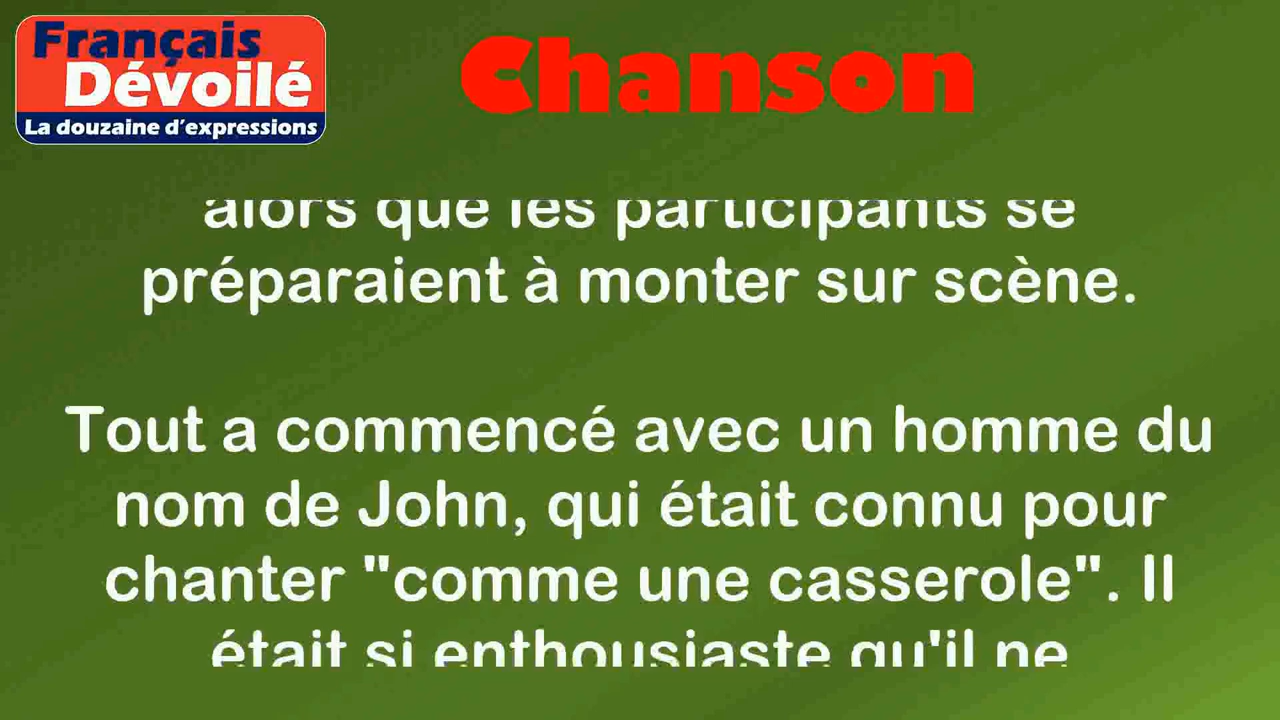 Français
Dévoilé
La douzaine d'expressions
Chanson
alors que les participants se
préparaient à monter sur scène.
Tout a commencé avec un homme du
nom de John, qui était connu pour
chanter "comme une casserole". Il
était si enthousiaste qu'il ne